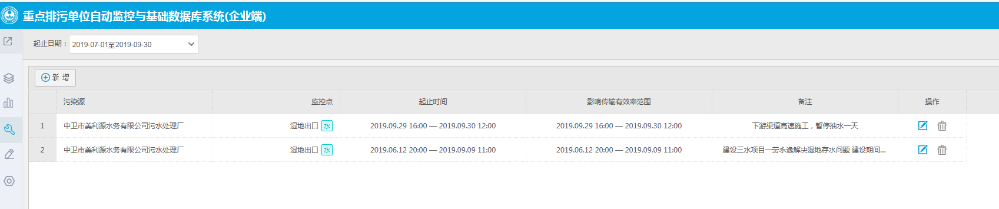 重点排污单位自动监控与基础数据库系统(企业端)
起止日期： 2019-07-01至2019-09-30
新 增
污染源 监控点 起止时间 影响传输有效率范围 备注 操作
1 中卫市美利源水务有限公司污水处理厂 湿地出口 水 2019.09.29 16:00 — 2019.09.30 12:00 2019.09.29 16:00 — 2019.09.30 12:00 下游渠道高速施工，暂停抽水一天
2 中卫市美利源水务有限公司污水处理厂 湿地出口 水 2019.06.12 20:00 — 2019.09.09 11:00 2019.06.12 20:00 — 2019.09.09 11:00 建设三水项目一劳永逸解决湿地存水问题 建设期间...